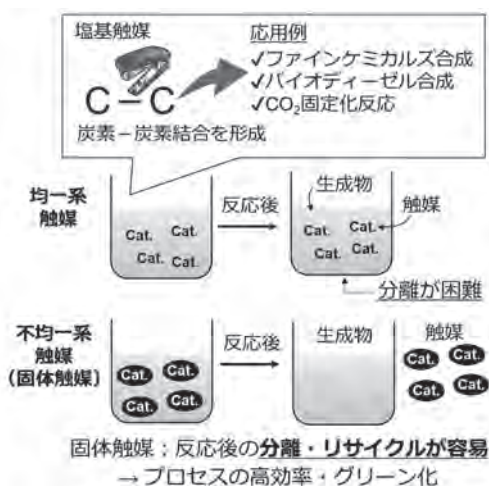 塩基触媒
C－C
炭素－炭素結合を形成
応用例
✓ファインケミカルズ合成
✓バイオディーゼル合成
✓CO₂固定化反応
均一系
触媒
Cat. Cat.
Cat. Cat.
反応後
生成物
触媒
Cat. Cat.
Cat. Cat.
分離が困難
不均一系
触媒
(固体触媒)
Cat. Cat.
Cat. Cat.
反応後
生成物
触媒
Cat. Cat.
Cat. Cat.
固体触媒；反応後の分離・リサイクルが容易
→ プロセスの高効率・グリーン化